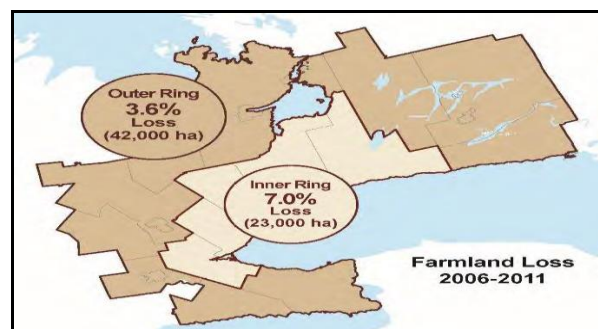 Outer Ring
3.6%
Loss
(42,000 ha)
Inner Ring
7.0%
Loss
(23,000 ha)
Farmland Loss
2006-2011